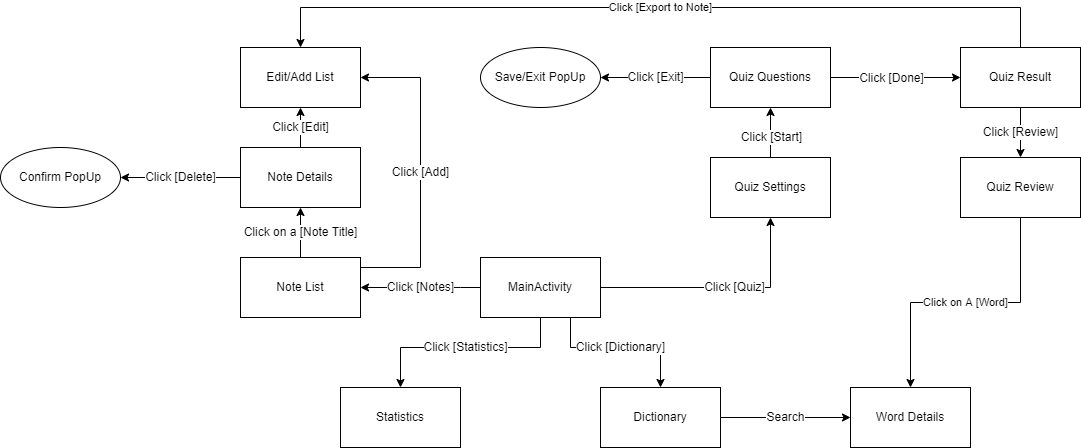 Click [Export to Note]
Edit/Add List
Save/Exit PopUp
Click [Exit]
Quiz Questions
Click [Done]
Quiz Result
Click [Edit]
Click [Start]
Click [Review]
Confirm PopUp
Click [Delete]
Note Details
Click [Add]
Quiz Settings
Quiz Review
Click on a [Note Title]
Note List
Click [Notes]
MainActivity
Click [Quiz]
Click on A [Word]
Click [Statistics]
Click [Dictionary]
Statistics
Dictionary
Search
Word Details